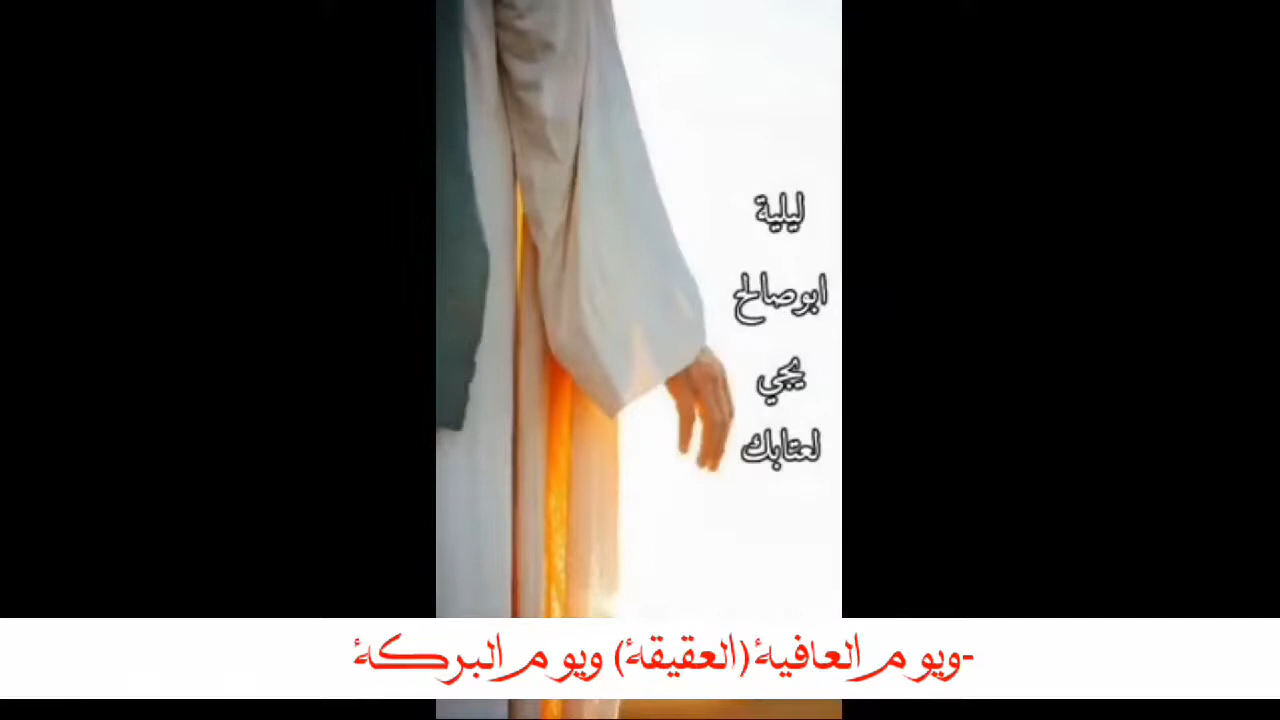 ليلية
ابوصالح
يجي
لعتابك
-ويوم العافية (العقيقة) ويوم البركة